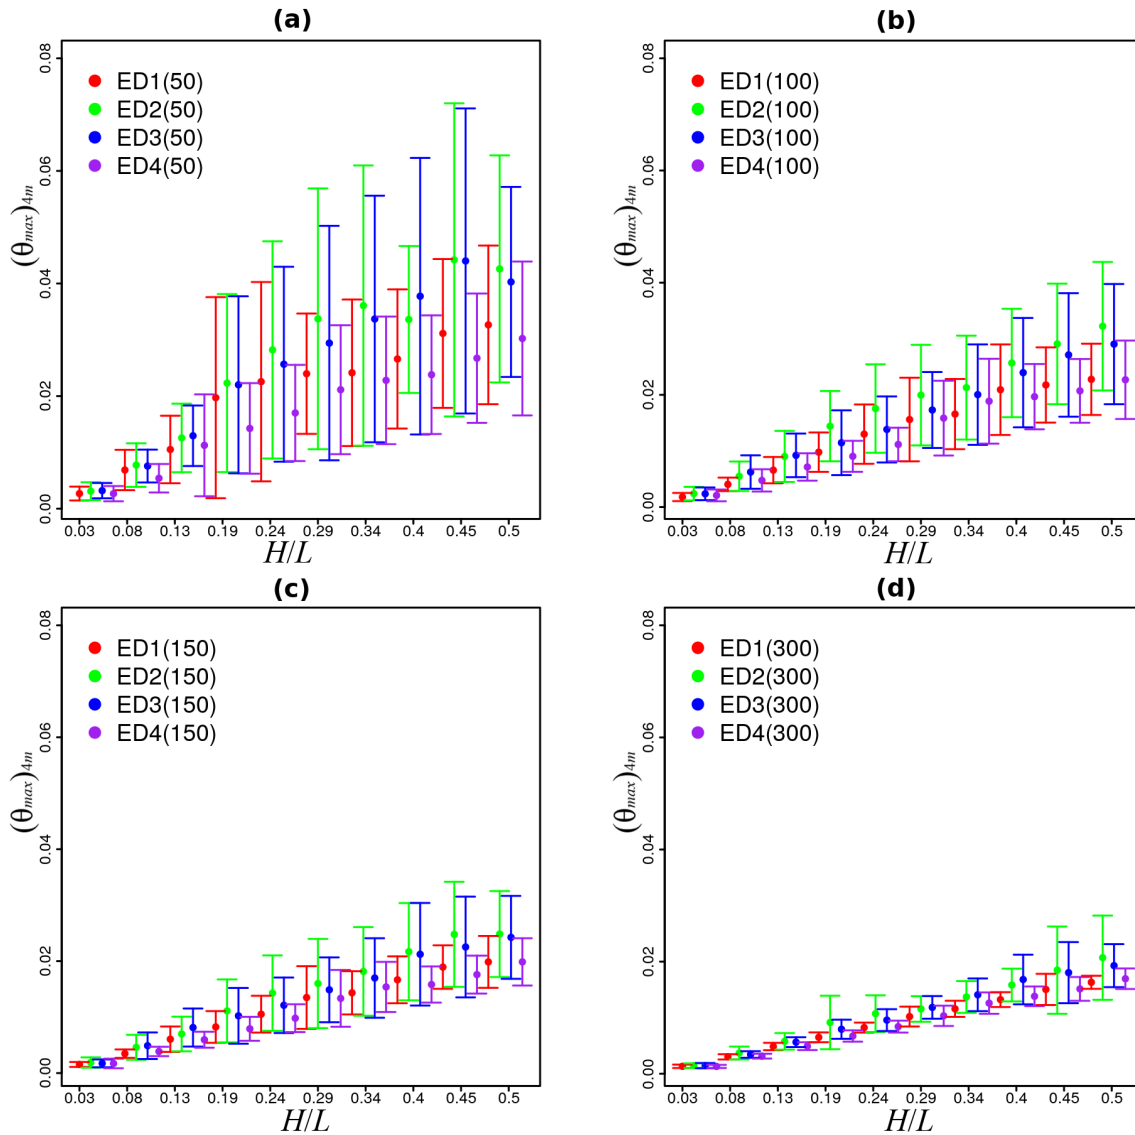 (a)
ED1(50)
ED2(50)
ED3(50)
ED4(50)
(θmax)4m
0.00 0.02 0.04 0.06 0.08
0.03 0.08 0.13 0.19 0.24 0.29 0.34 0.4 0.45 0.5
H/L
(b)
ED1(100)
ED2(100)
ED3(100)
ED4(100)
(θmax)4m
0.00 0.02 0.04 0.06 0.08
0.03 0.08 0.13 0.19 0.24 0.29 0.34 0.4 0.45 0.5
H/L
(c)
ED1(150)
ED2(150)
ED3(150)
ED4(150)
(θmax)4m
0.00 0.02 0.04 0.06 0.08
0.03 0.08 0.13 0.19 0.24 0.29 0.34 0.4 0.45 0.5
H/L
(d)
ED1(300)
ED2(300)
ED3(300)
ED4(300)
(θmax)4m
0.00 0.02 0.04 0.06 0.08
0.03 0.08 0.13 0.19 0.24 0.29 0.34 0.4 0.45 0.5
H/L